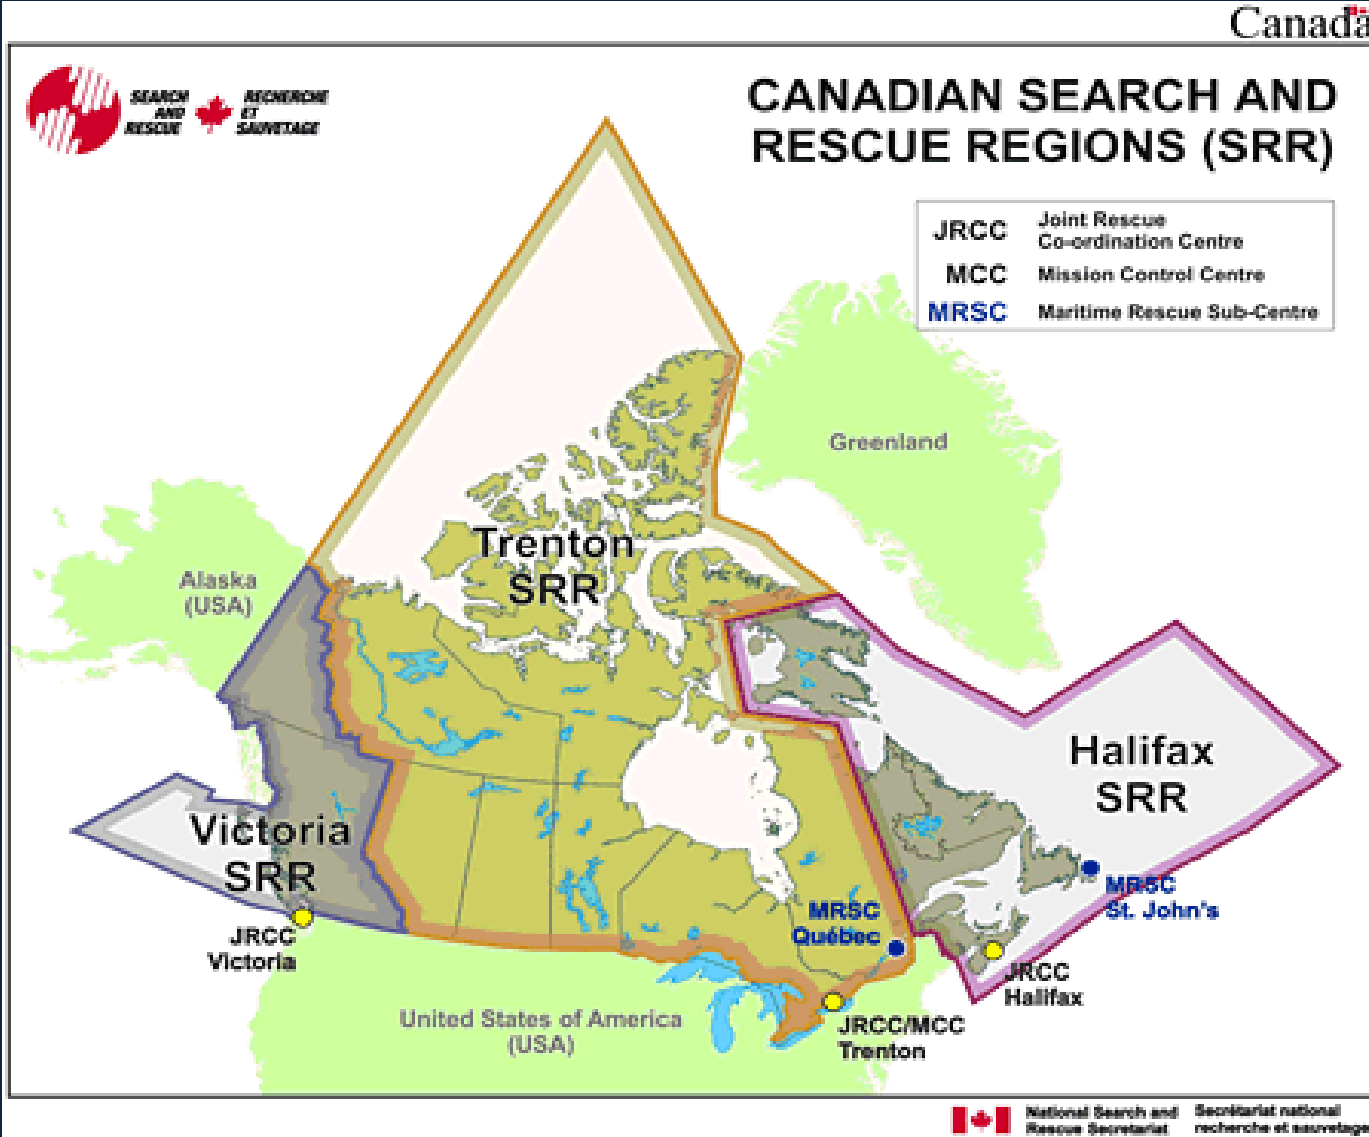 Canada
SEARCH
AND
RESCUE
RECHERCHE
ET
SAUVETAGE
CANADIAN SEARCH AND
RESCUE REGIONS (SRR)
JRCC Joint Rescue
Co-ordination Centre
MCC Mission Control Centre
MRSC Maritime Rescue Sub-Centre
Greenland
Trenton
SRR
Alaska
(USA)
Halifax
SRR
Victoria
SRR
MRSC
St. John's
MRSC
Québec
JRCC
Victoria
JRCC
Halifax
United States of America
(USA)
JRCC/MCC
Trenton
National Search and
Rescue Secretariat
Secrétariat national
recherche et sauvetage